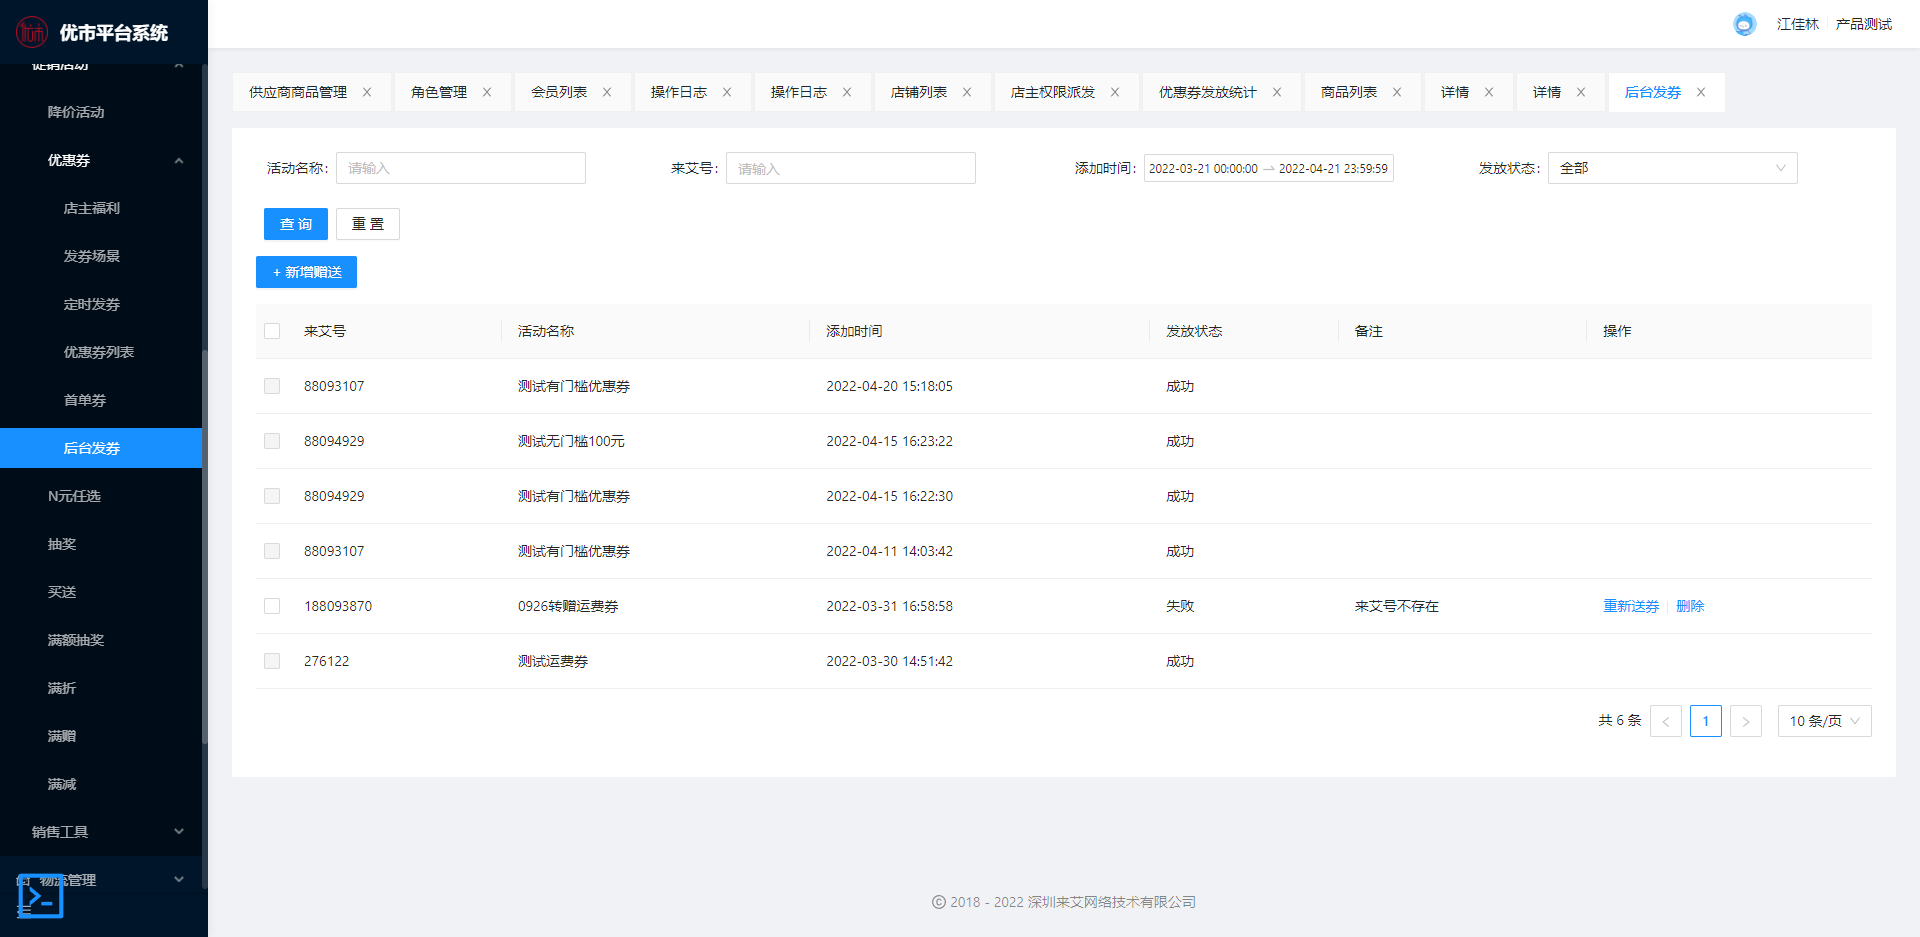 优市平台系统
江佳林 产品测试
促销活动
降价活动
优惠券
店主福利
发券场景
定时发券
优惠券列表
首单券
后台发券
N元任选
抽奖
买送
满额抽奖
满折
满赠
满减
销售工具
物流管理
供应商商品管理 角色管理 会员列表 操作日志 操作日志 店铺列表 店主权限派发 优惠券发放统计 商品列表 详情 详情 后台发券
活动名称: 请输入 来艾号: 请输入 添加时间: 2022-03-21 00:00:00 → 2022-04-21 23:59:59 发放状态: 全部
查 询 重 置
+ 新增赠送
来艾号 活动名称 添加时间 发放状态 备注 操作
88093107 测试有门槛优惠券 2022-04-20 15:18:05 成功
88094929 测试无门槛100元 2022-04-15 16:23:22 成功
88094929 测试有门槛优惠券 2022-04-15 16:22:30 成功
88093107 测试有门槛优惠券 2022-04-11 14:03:42 成功
188093870 0926转赠运费券 2022-03-31 16:58:58 失败 来艾号不存在 重新送券 删除
276122 测试运费券 2022-03-30 14:51:42 成功
共 6 条 < 1 > 10 条/页
© 2018 - 2022 深圳来艾网络技术有限公司